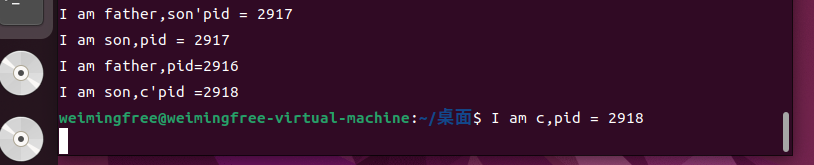 I am father,son'pid = 2917
I am son,pid = 2917
I am father,pid=2916
I am son,c'pid =2918
weimingfree@weimingfree-virtual-machine:~/桌面$ I am c,pid = 2918